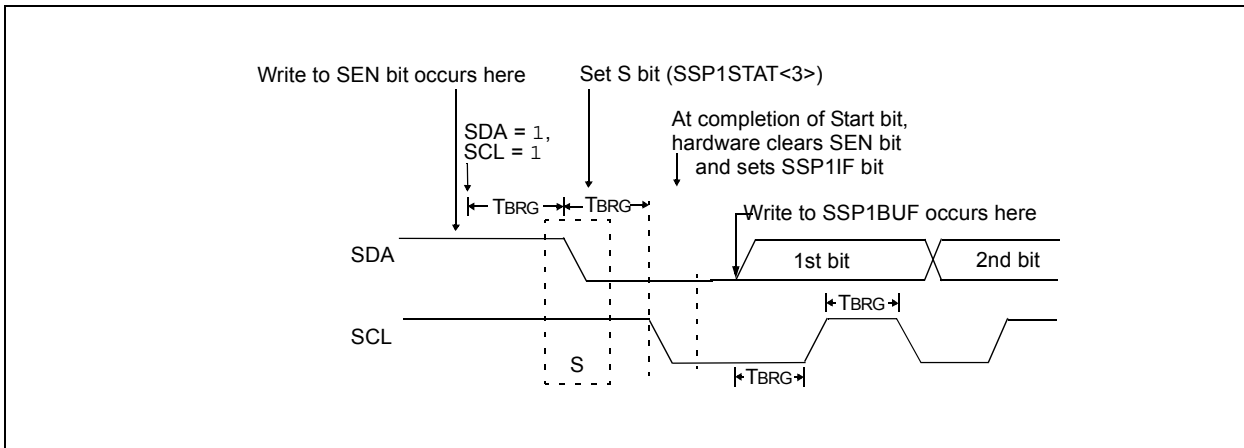 Write to SEN bit occurs here
Set S bit (SSP1STAT<3>)
SDA = 1,
SCL = 1
At completion of Start bit,
hardware clears SEN bit
and sets SSP1IF bit
TBRG
TBRG
Write to SSP1BUF occurs here
SDA
1st bit
2nd bit
TBRG
SCL
S
TBRG